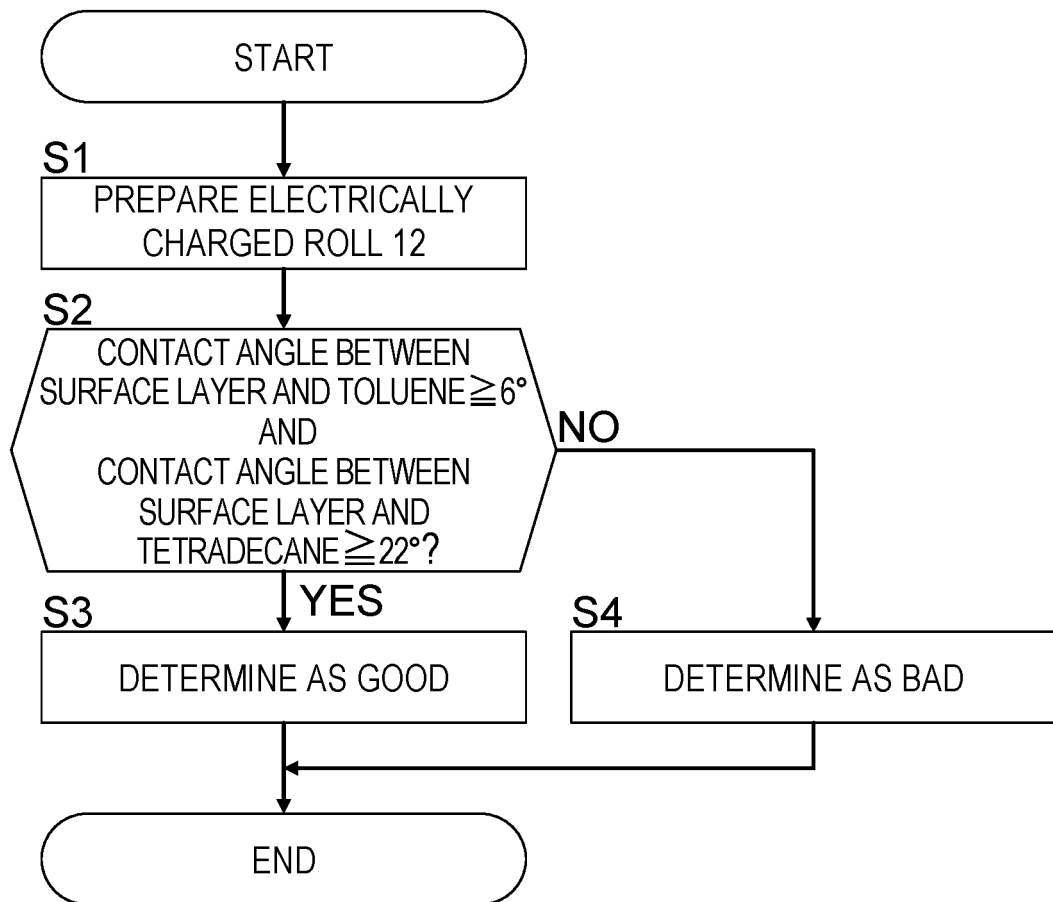 START
S1
PREPARE ELECTRICALLY
CHARGED ROLL 12
S2
CONTACT ANGLE BETWEEN
SURFACE LAYER AND TOLUENE≧6°
AND
CONTACT ANGLE BETWEEN
SURFACE LAYER AND
TETRADECANE≧22°?
NO
YES
S3
DETERMINE AS GOOD
S4
DETERMINE AS BAD
END